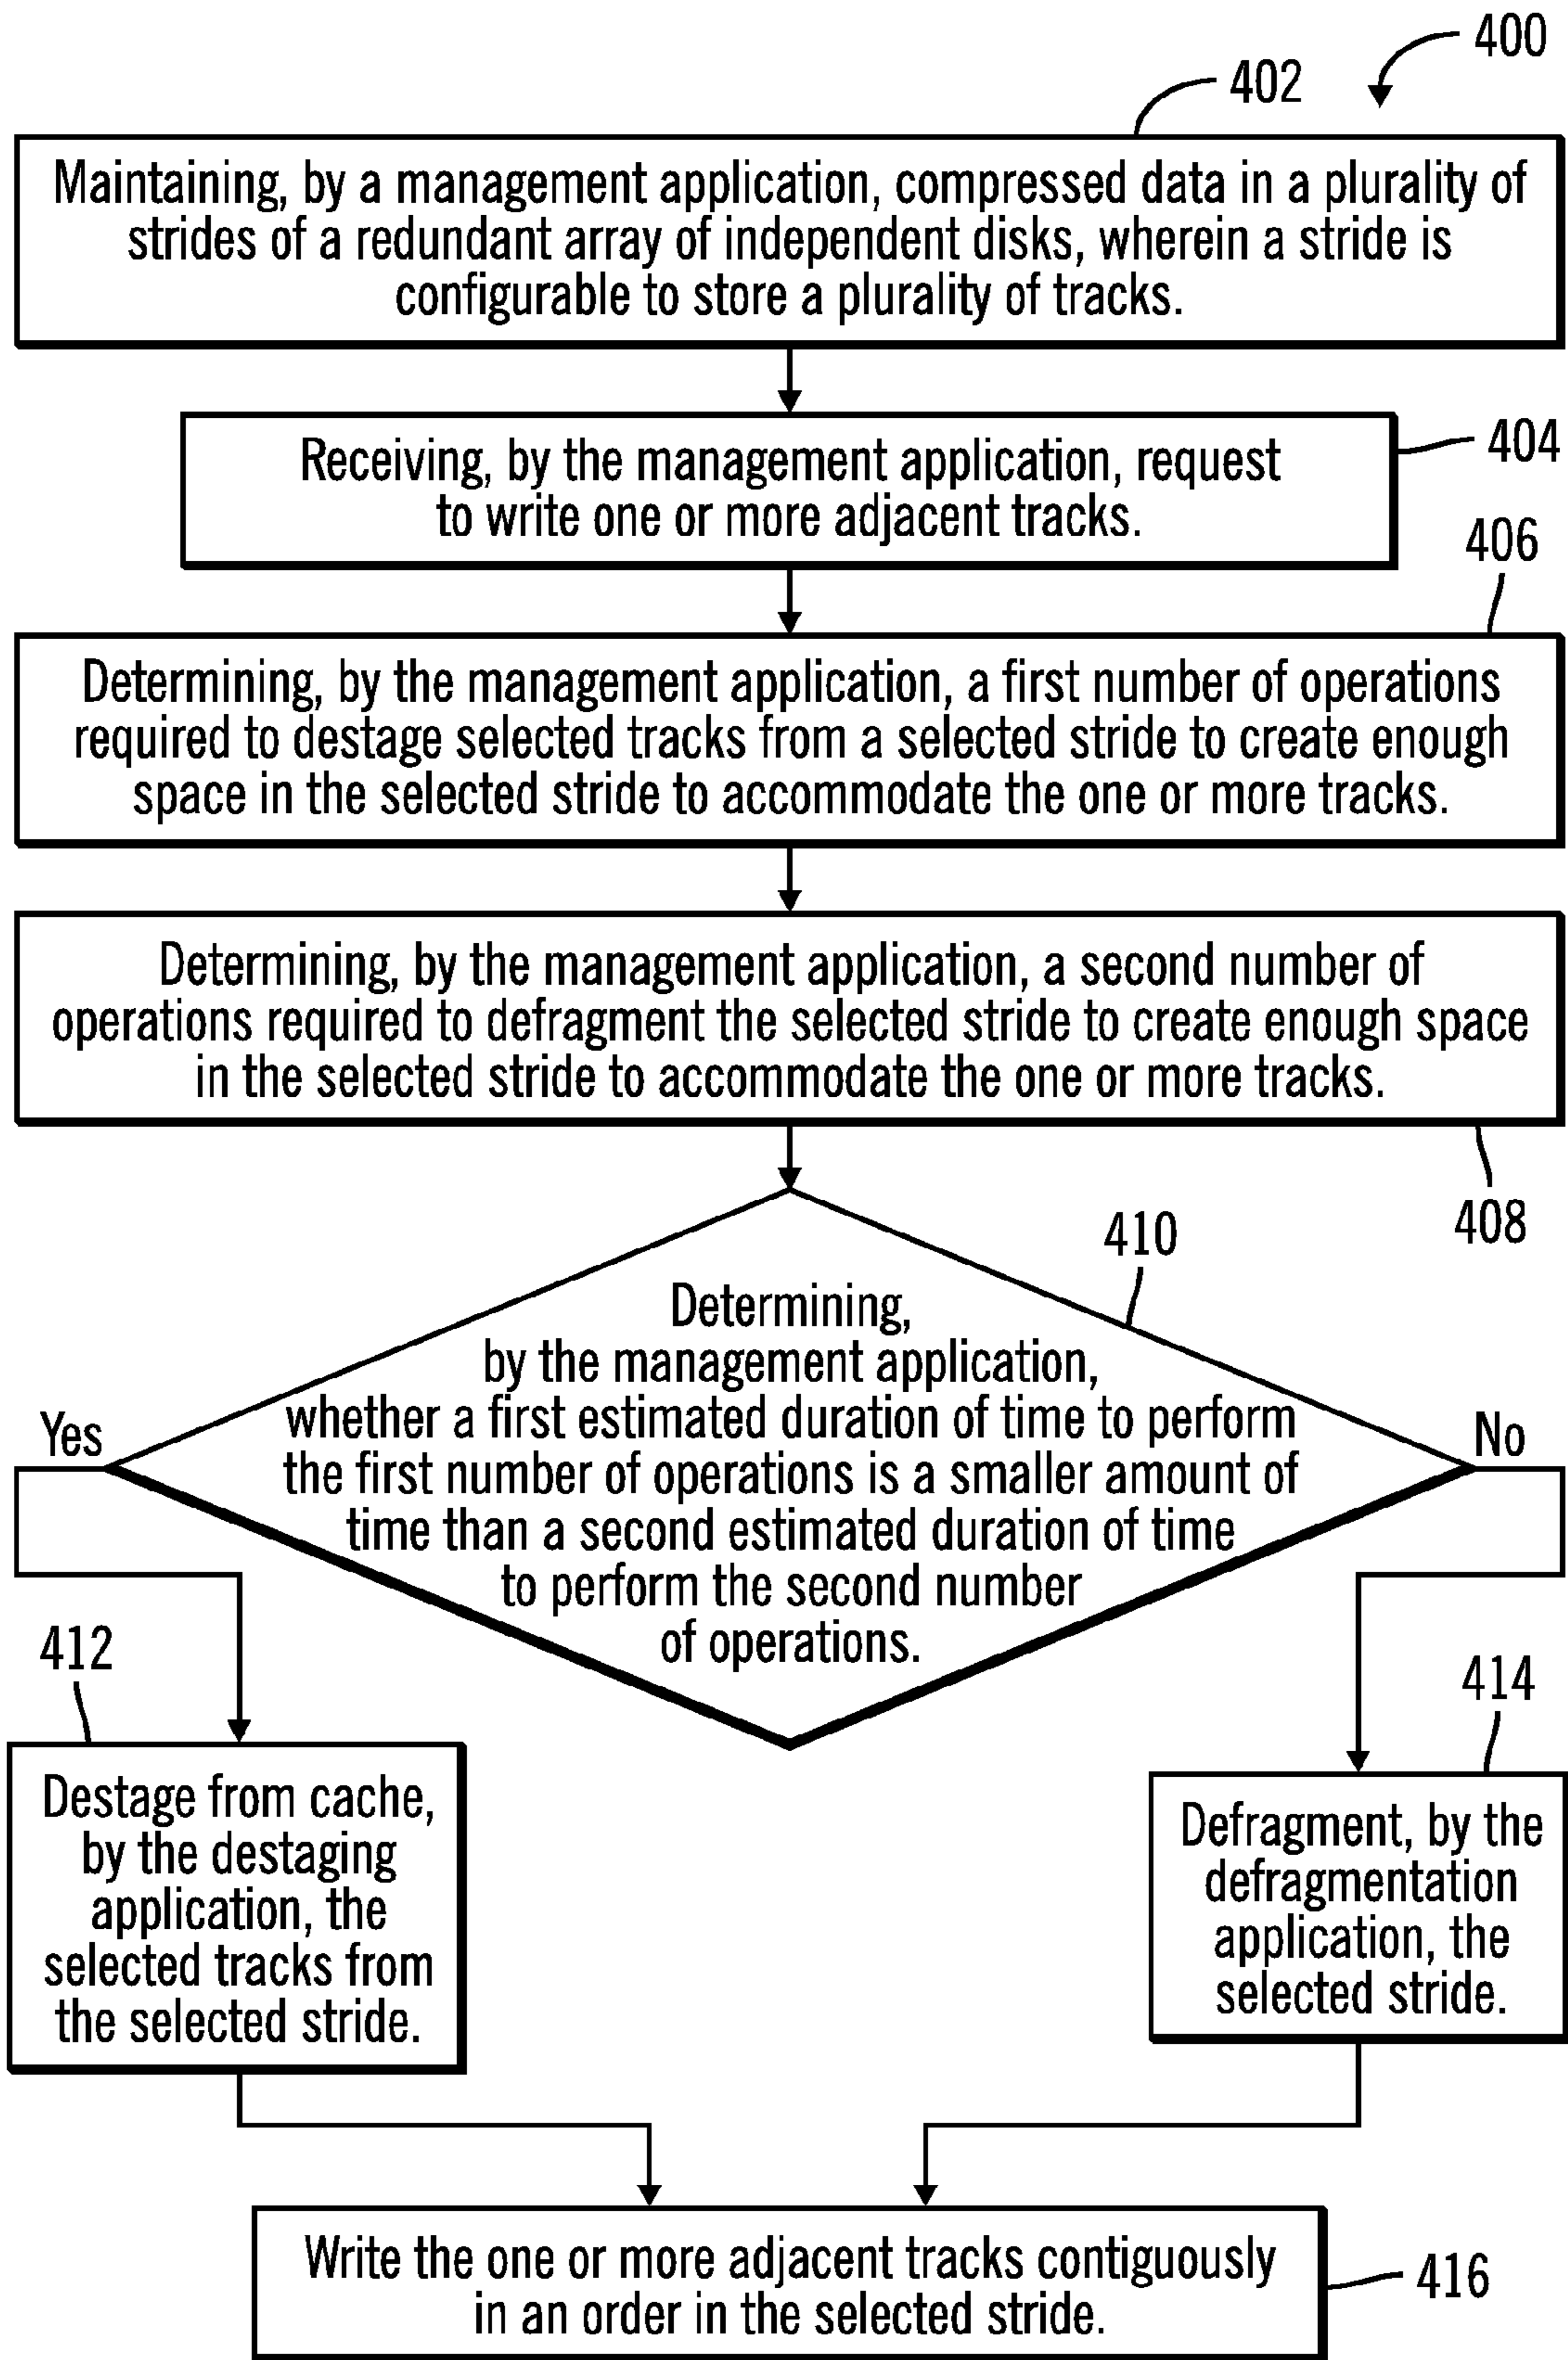 400
402
Maintaining, by a management application, compressed data in a plurality of
strides of a redundant array of independent disks, wherein a stride is
configurable to store a plurality of tracks.
404
Receiving, by the management application, request
to write one or more adjacent tracks.
406
Determining, by the management application, a first number of operations
required to destage selected tracks from a selected stride to create enough
space in the selected stride to accommodate the one or more tracks.
Determining, by the management application, a second number of
operations required to defragment the selected stride to create enough space
in the selected stride to accommodate the one or more tracks.
408
410
Determining,
by the management application,
whether a first estimated duration of time to perform
the first number of operations is a smaller amount of
time than a second estimated duration of time
to perform the second number
of operations.
Yes
No
412
Destage from cache,
by the destaging
application, the
selected tracks from
the selected stride.
414
Defragment, by the
defragmentation
application, the
selected stride.
Write the one or more adjacent tracks contiguously
in an order in the selected stride.
416